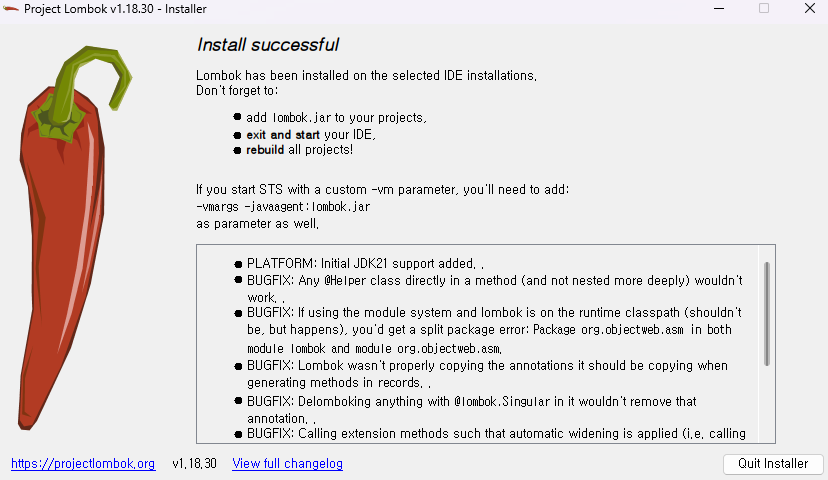 Project Lombok v1.18.30 - Installer
Install successful
Lombok has been installed on the selected IDE installations.
Don't forget to:
● add lombok.jar to your projects,
● exit and start your IDE,
● rebuild all projects!
If you start STS with a custom -vm parameter, you'll need to add:
-vmargs -javaagent:lombok.jar
as parameter as well.
● PLATFORM: Initial JDK21 support added. .
● BUGFIX: Any @Helper class directly in a method (and not nested more deeply) wouldn't
work. .
● BUGFIX: If using the module system and lombok is on the runtime classpath (shouldn't
be, but happens), you'd get a split package error: Package org.objectweb.asm in both
module lombok and module org.objectweb.asm.
● BUGFIX: Lombok wasn't properly copying the annotations it should be copying when
generating methods in records. .
● BUGFIX: Delomboking anything with @lombok.Singular in it wouldn't remove that
annotation. .
● BUGFIX: Calling extension methods such that automatic widening is applied (i.e. calling
https://projectlombok.org v1.18.30 View full changelog Quit Installer